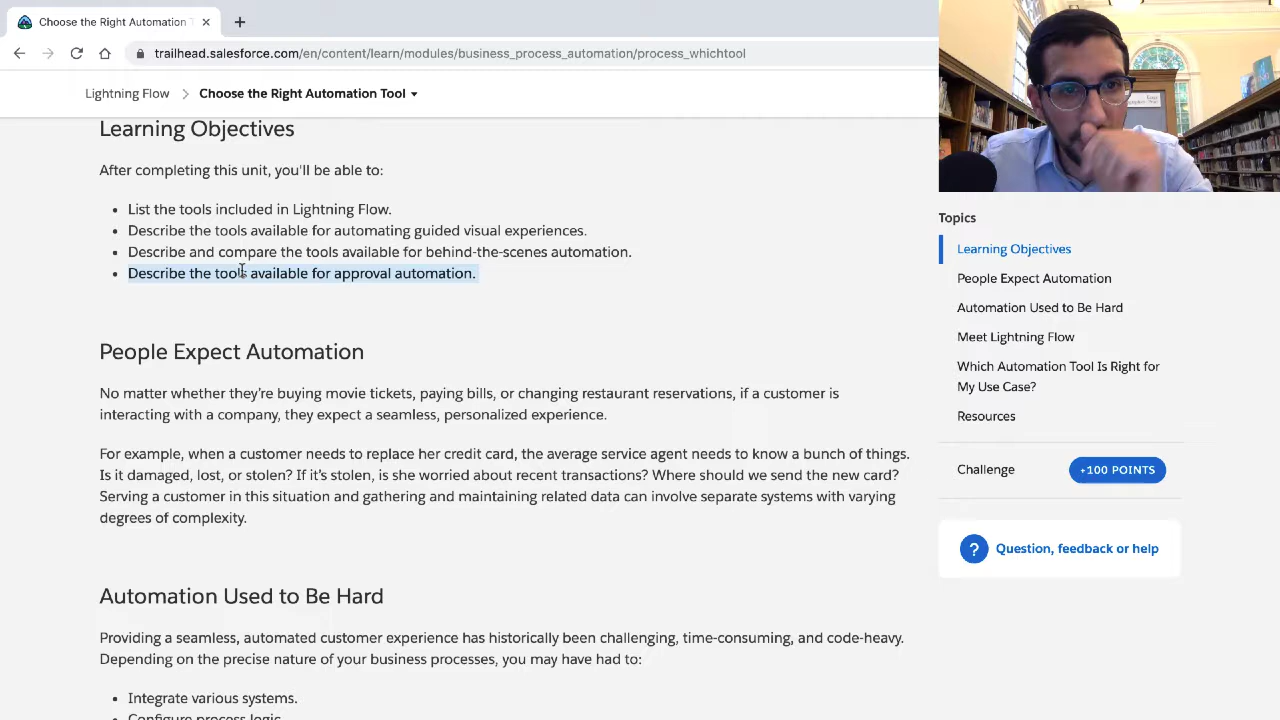 Choose the Right Automation T
trailhead.salesforce.com/en/content/learn/modules/business_process_automation/process_whichtool
Lightning Flow
Choose the Right Automation Tool
Learning Objectives
After completing this unit, you'll be able to:
• List the tools included in Lightning Flow.
• Describe the tools available for automating guided visual experiences.
• Describe and compare the tools available for behind-the-scenes automation.
• Describe the tools available for approval automation.
People Expect Automation
No matter whether they're buying movie tickets, paying bills, or changing restaurant reservations, if a customer is
interacting with a company, they expect a seamless, personalized experience.
For example, when a customer needs to replace her credit card, the average service agent needs to know a bunch of things.
Is it damaged, lost, or stolen? If it's stolen, is she worried about recent transactions? Where should we send the new card?
Serving a customer in this situation and gathering and maintaining related data can involve separate systems with varying
degrees of complexity.
Automation Used to Be Hard
Providing a seamless, automated customer experience has historically been challenging, time-consuming, and code-heavy.
Depending on the precise nature of your business processes, you may have had to:
• Integrate various systems.
• Configure process logic.
Topics
Learning Objectives
People Expect Automation
Automation Used to Be Hard
Meet Lightning Flow
Which Automation Tool Is Right for
My Use Case?
Resources
Challenge
+100 POINTS
? Question, feedback or help